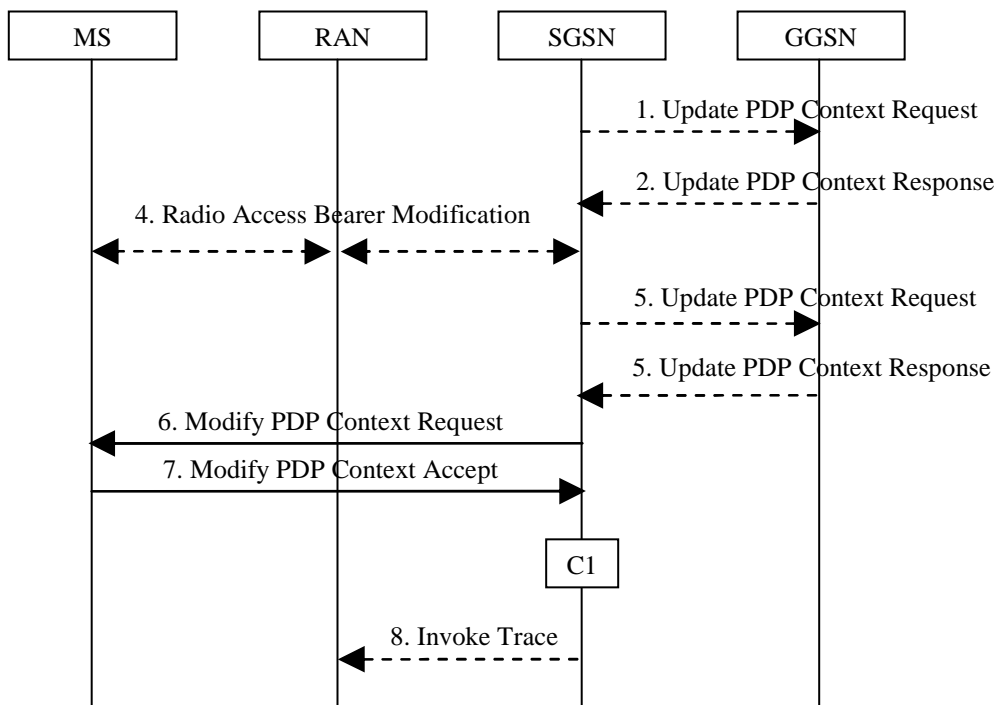 MS
RAN
SGSN
GGSN
1. Update PDP Context Request
2. Update PDP Context Response
4. Radio Access Bearer Modification
5. Update PDP Context Request
5. Update PDP Context Response
6. Modify PDP Context Request
7. Modify PDP Context Accept
C1
8. Invoke Trace